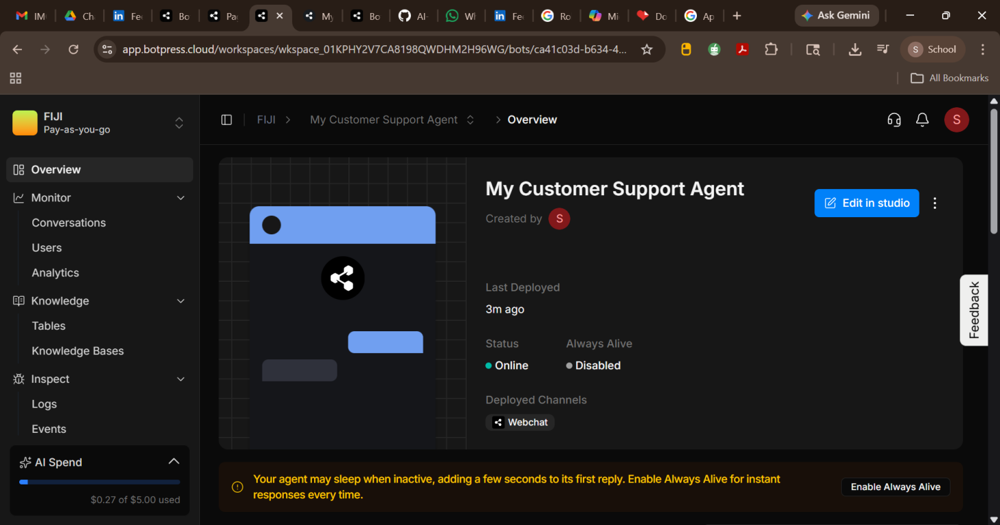 IM
Cha
Fee
Bo
Pa
My
Bo
AI-
Wh
Fee
Ro
Mi
Do
Ap
Ask Gemini
app.botpress.cloud/workspaces/wkspace_01KPHY2V7CA8198QWDHM2H96WG/bots/ca41c03d-b634-4...
S School
All Bookmarks
FIJI
Pay-as-you-go
FIJI
My Customer Support Agent
Overview
S
Overview
Monitor
Conversations
Users
Analytics
Knowledge
Tables
Knowledge Bases
Inspect
Logs
Events
AI Spend
$0.27 of $5.00 used
My Customer Support Agent
Edit in studio
Created by S
Last Deployed
3m ago
Status Always Alive
Online Disabled
Deployed Channels
Webchat
Feedback
Your agent may sleep when inactive, adding a few seconds to its first reply. Enable Always Alive for instant
responses every time.
Enable Always Alive